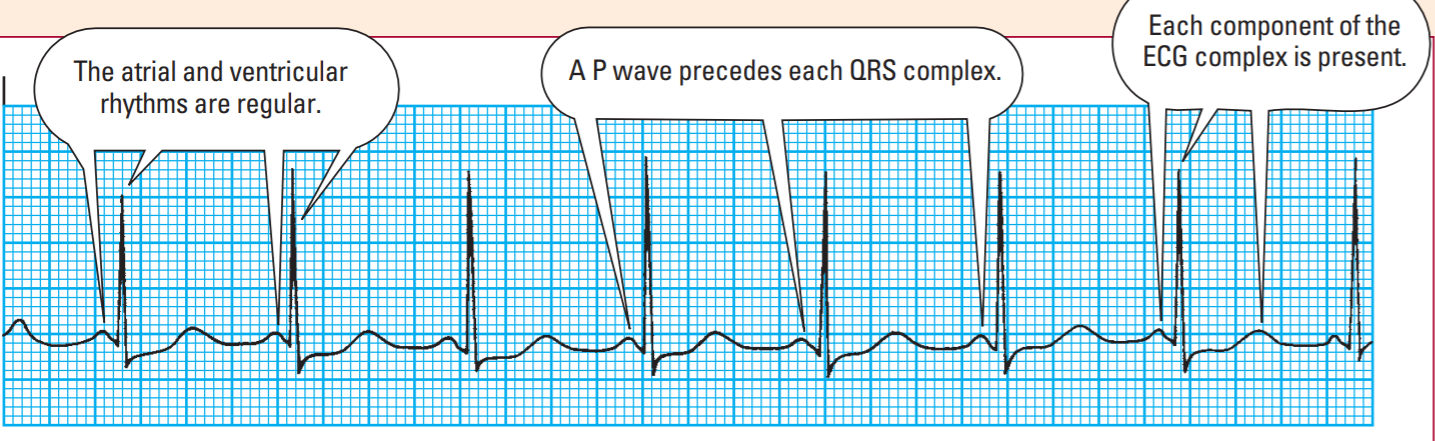 The atrial and ventricular
rhythms are regular.
A P wave precedes each QRS complex.
Each component of the
ECG complex is present.